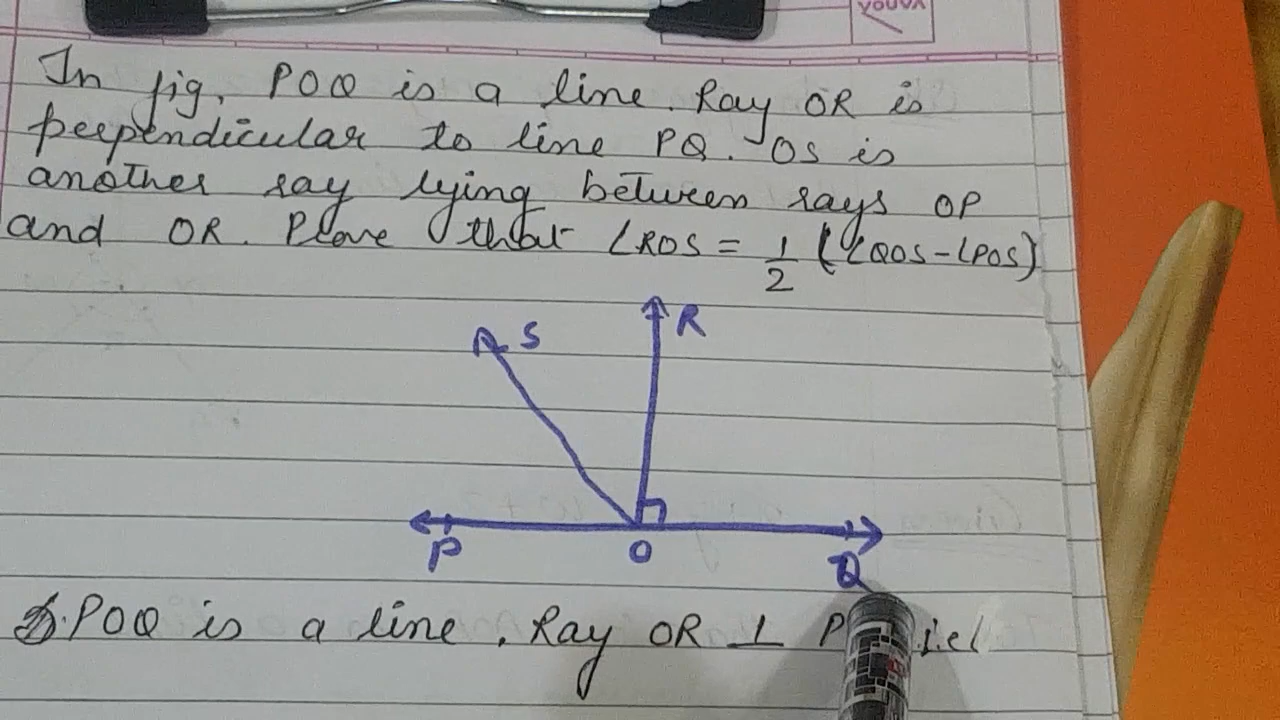 YOUVA
In fig, POQ is a line. Ray OR is
perpendicular to line PQ. OS is
another ray lying between rays OP
and OR. Prove that ∠ROS = 1/2 (∠QOS - ∠POS)
S R
P O Q
POQ is a line. Ray OR ⊥ P i.e(